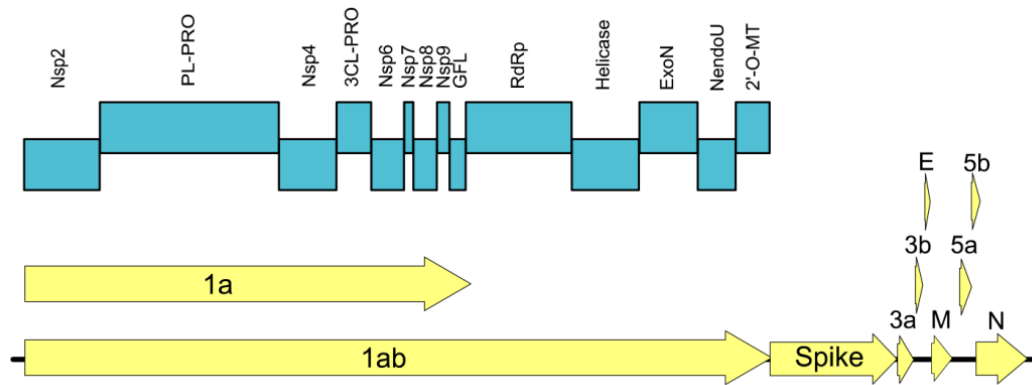 Nsp2
PL-PRO
Nsp4
3CL-PRO
Nsp6
Nsp7
Nsp8
Nsp9
GFL
RdRp
Helicase
ExoN
NendoU
2'-O-MT
E
5b
3b
5a
1a
3a
M
N
1ab
Spike